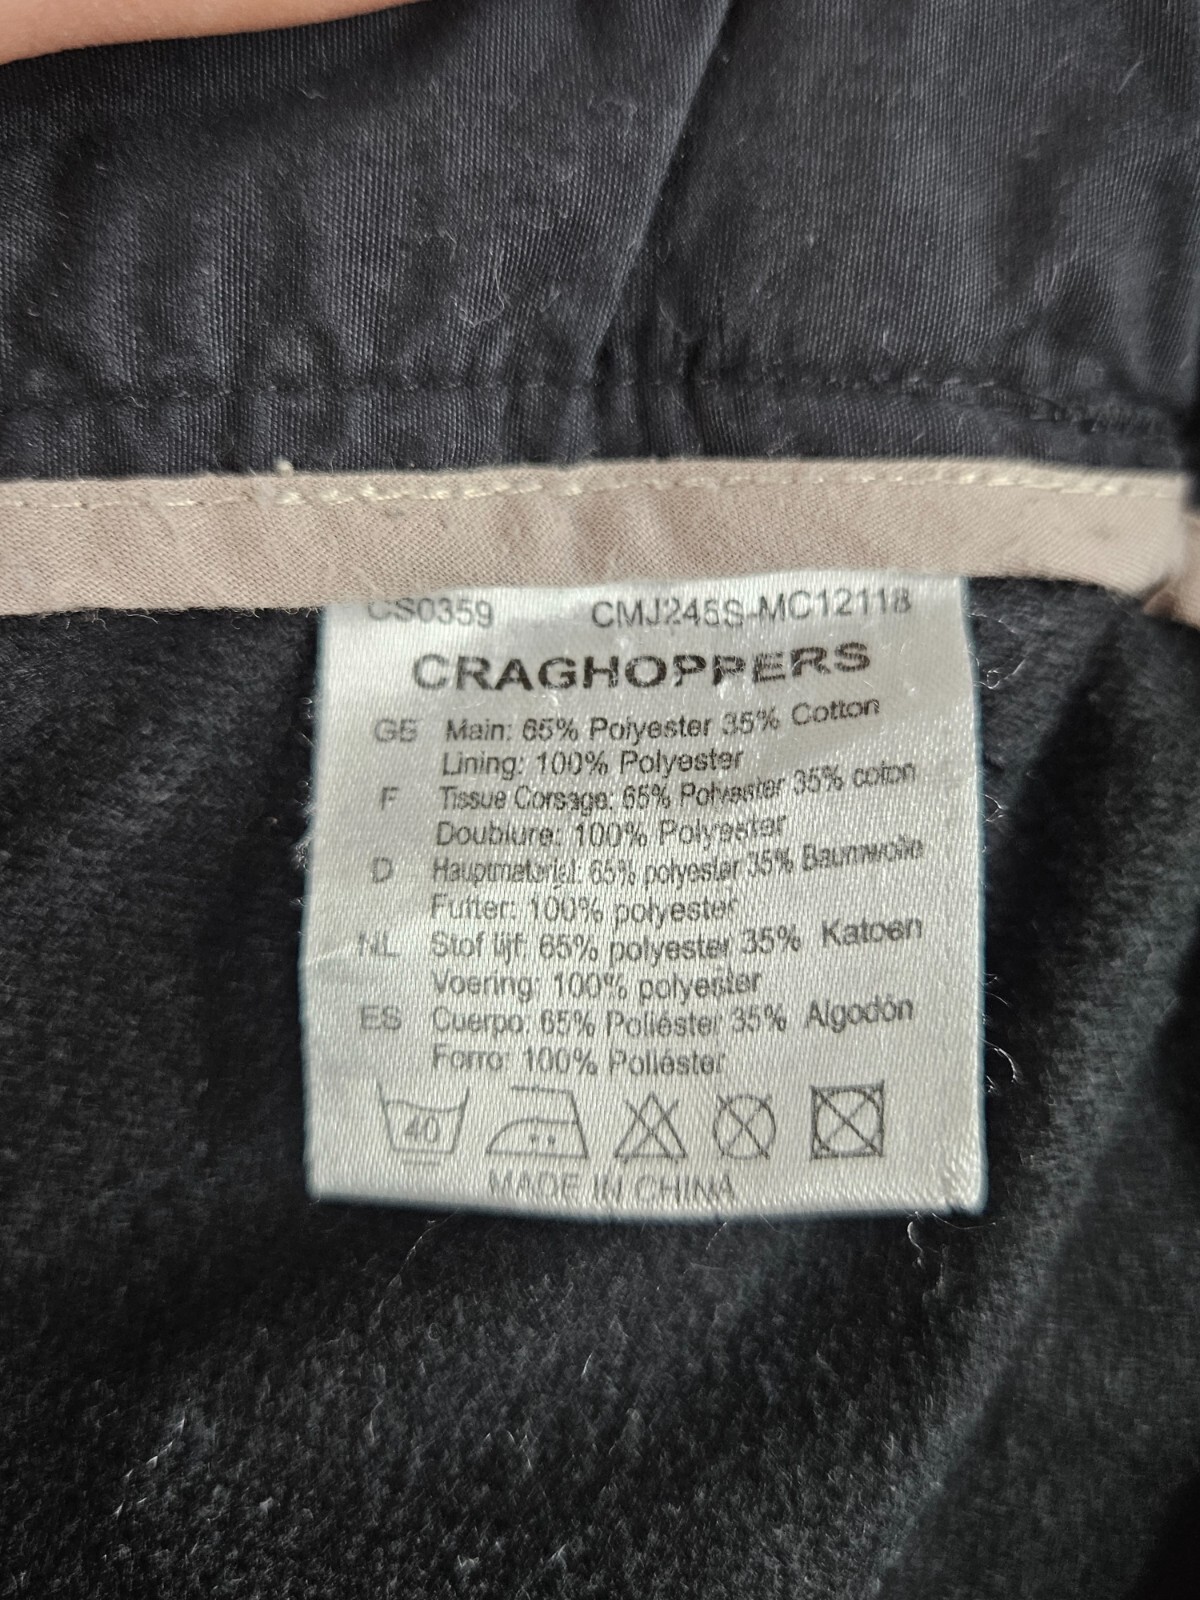 CS0359 CMJ246S-MC12118
CRAGHOPPERS
GB Main: 65% Polyester 35% Cotton
Lining: 100% Polyester
F Tissue Corsage: 65% Polyester 35% coton
Doublure: 100% Polyester
D Hauptmaterial: 65% polyester 35% Baumwolle
Futter: 100% polyester
NL Stof lijf: 65% polyester 35% Katoen
Voering: 100% polyester
ES Cuerpo: 65% Poliéster 35% Algodón
Forro: 100% Poliéster
40
MADE IN CHINA